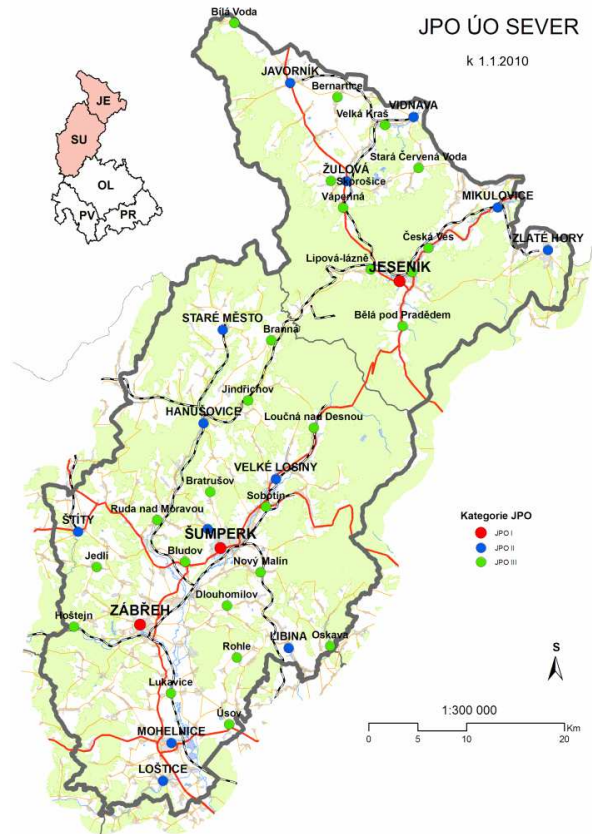 JPO ÚO SEVER
k 1.1.2010
Bílá Voda
JAVORNÍK
Bernartice
VIDNAVA
Velká Kraš
JE
SU
OL
PV
PR
Stará Červená Voda
ŽULOVÁ
Skorošice
Vápenná
MIKULOVICE
Česká Ves
ZLATÉ HORY
Lipová-lázně
JESENÍK
Bělá pod Pradědem
STARÉ MĚSTO
Branná
Jindřichov
HANUŠOVICE
Loučná nad Desnou
VELKÉ LOSINY
Bratrušov
Sobotín
Ruda nad Moravou
ŠTÍTY
ŠUMPERK
Bludov
Jedlí
Nový Malín
Dlouhomilov
ZÁBŘEH
Hoštejn
Rohle
LIBINA
Oskava
Lukavice
Úsov
MOHELNICE
LOŠTICE
Kategorie JPO
JPO I
JPO II
JPO III
S
1:300 000
0 5 10 20
Km